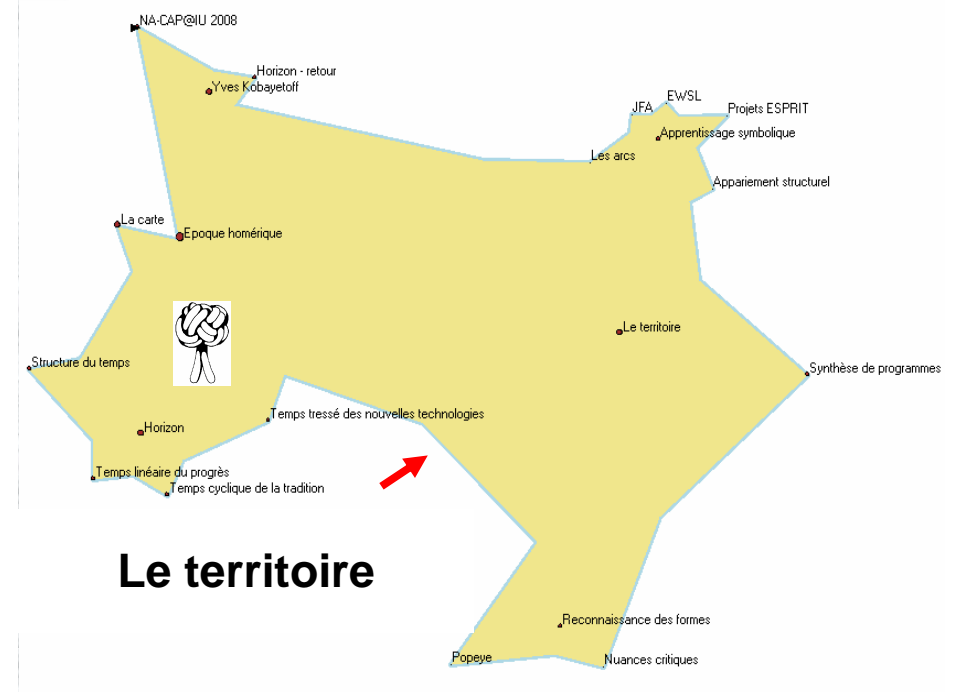 NA-CAP@IU 2008
Horizon - retour
Yves Kobayetoff
EWSL
JFA
Projets ESPRIT
Apprentissage symbolique
Les arcs
Appariement structurel
La carte
Epoque homérique
Le territoire
Structure du temps
Synthèse de programmes
Temps tressé des nouvelles technologies
Horizon
Temps linéaire du progrès
Temps cyclique de la tradition
Le territoire
Reconnaissance des formes
Popeye
Nuances critiques